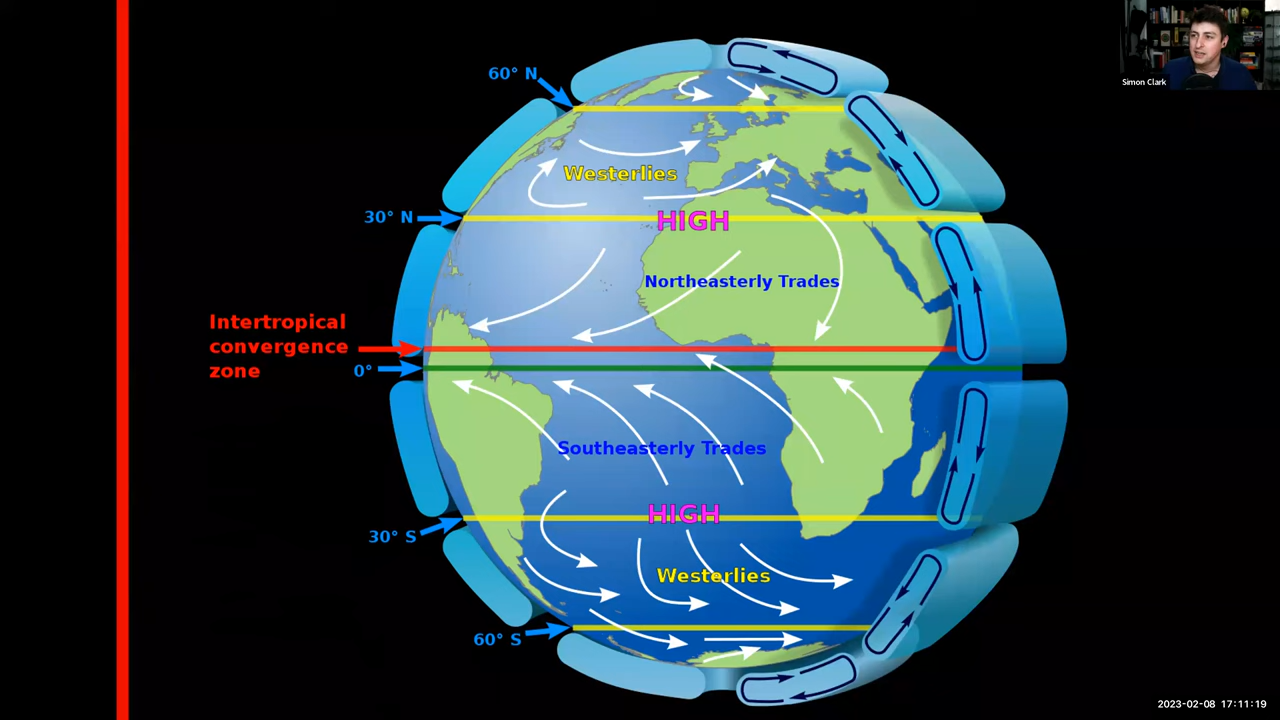 Simon Clark
60° N
Westerlies
30° N
HIGH
Northeasterly Trades
Intertropical
convergence
zone
0°
Southeasterly Trades
HIGH
30° S
Westerlies
60° S
2023-02-08 17:11:19